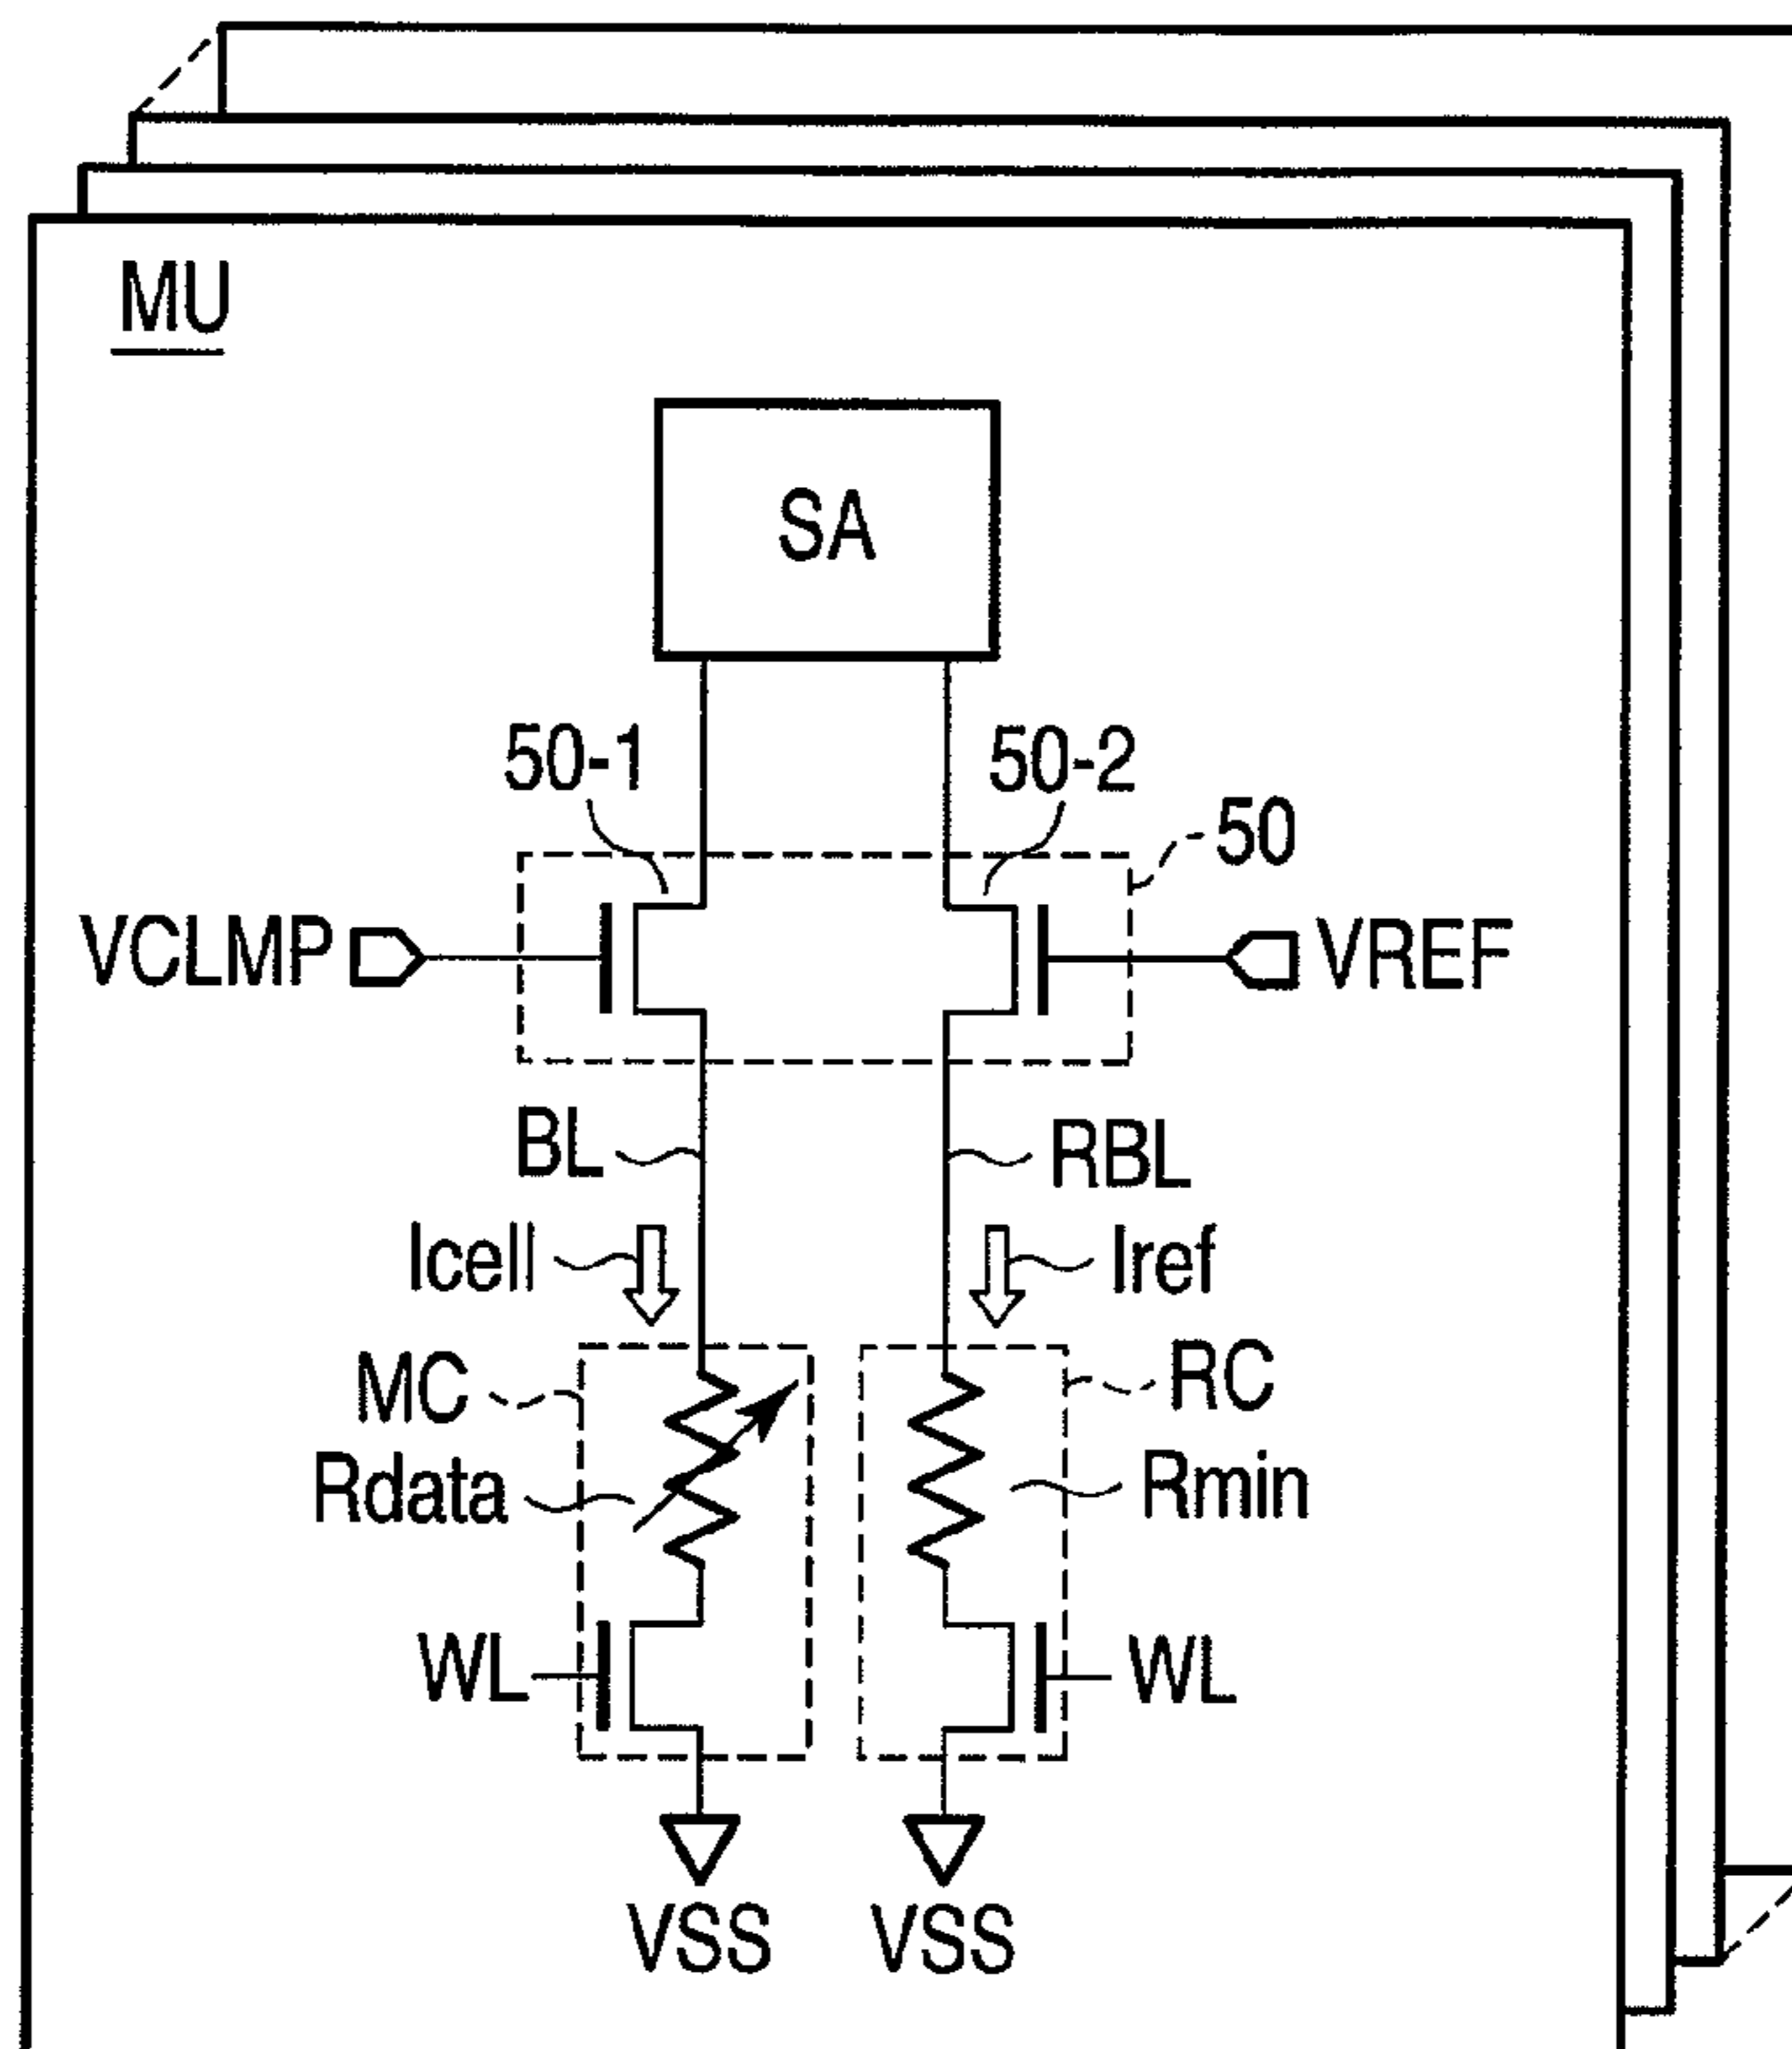 MU
SA
50-1
50-2
50
VCLMP
VREF
BL
RBL
Icell
Iref
MC
RC
Rdata
Rmin
WL
WL
VSS
VSS